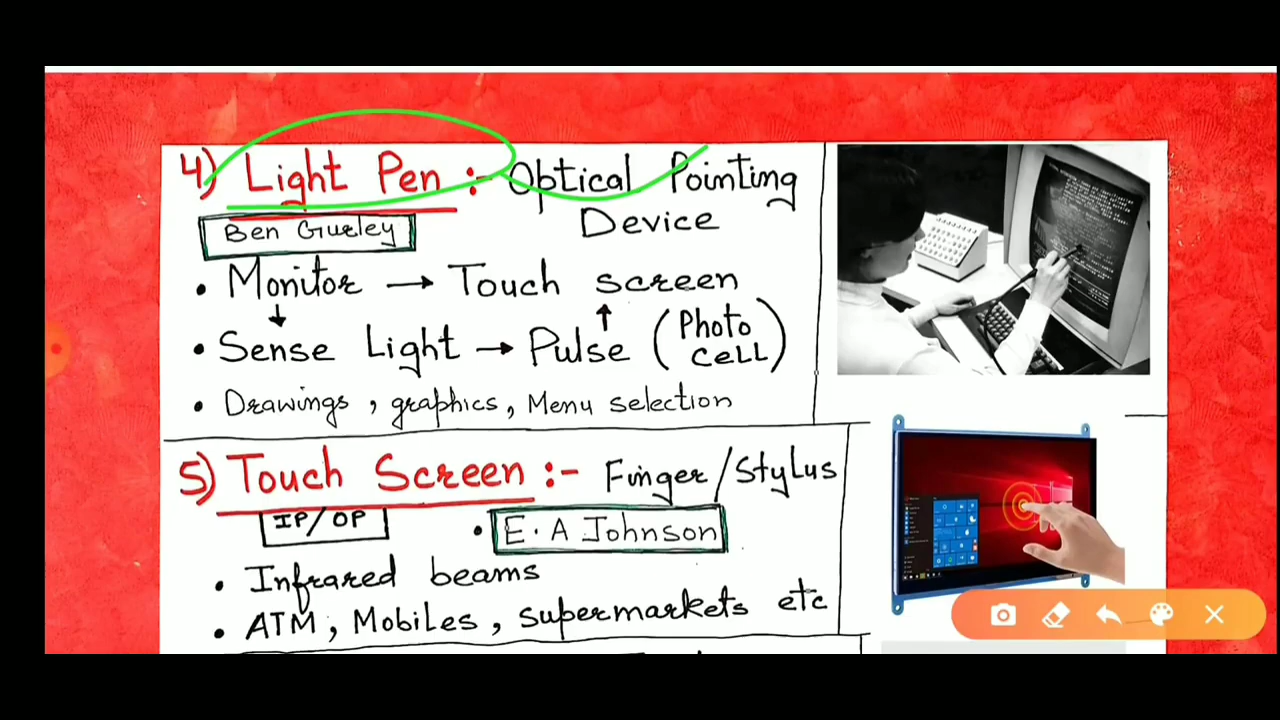 4) Light Pen :- Optical Pointing
Device
Ben Gurley
• Monitor → Touch screen
• Sense Light → Pulse (Photo cell)
• Drawings, graphics, Menu selection
5) Touch Screen :- Finger/Stylus
IP/OP
• E.A Johnson
• Infrared beams
• ATM, Mobiles, supermarkets etc